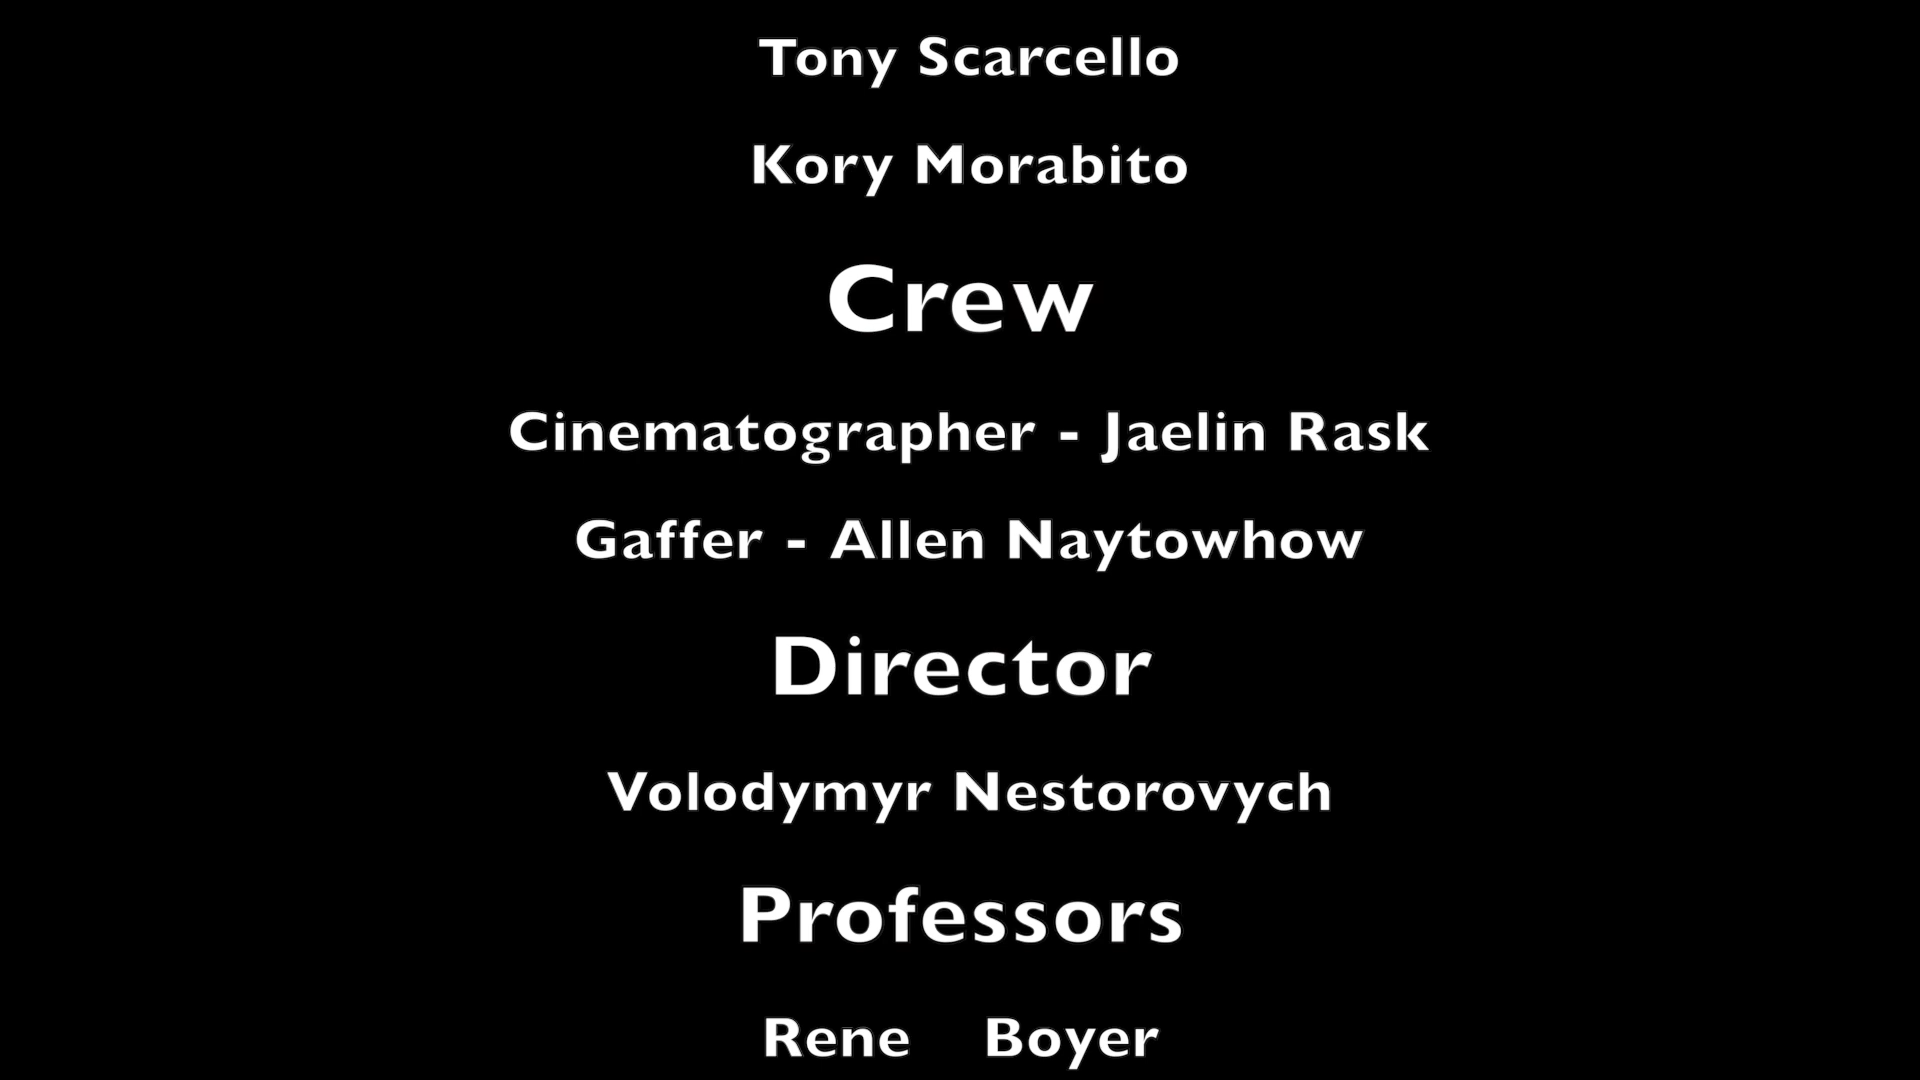 Tony Scarcello
Kory Morabito
Crew
Cinematographer - Jaelin Rask
Gaffer - Allen Naytowhow
Director
Volodymyr Nestorovych
Professors
Rene Boyer